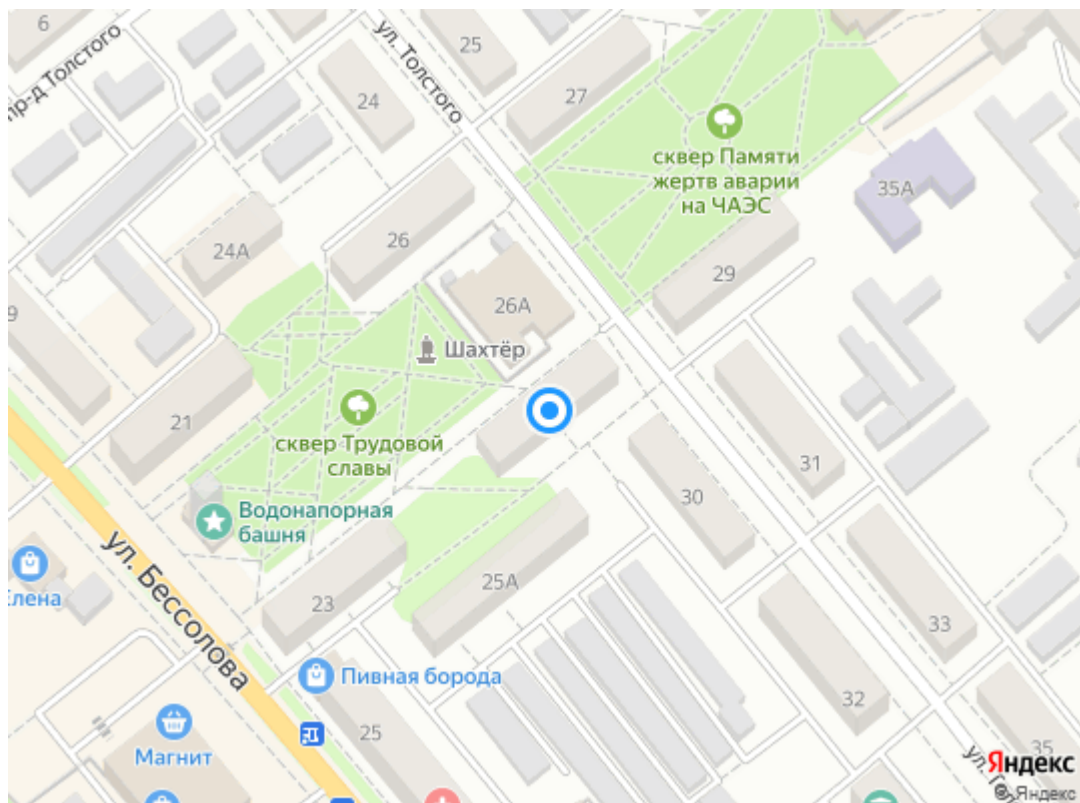 6
25
ул. Толстого
пр-д Толстого
24
27
сквер Памяти
жертв аварии
на ЧАЭС
35А
26
24А
29
26А
Шахтёр
21
сквер Трудовой
славы
31
30
Водонапорная
башня
ул. Бессолова
25А
23
33
Пивная борода
32
25
Магнит
35
Яндекс
© Яндекс